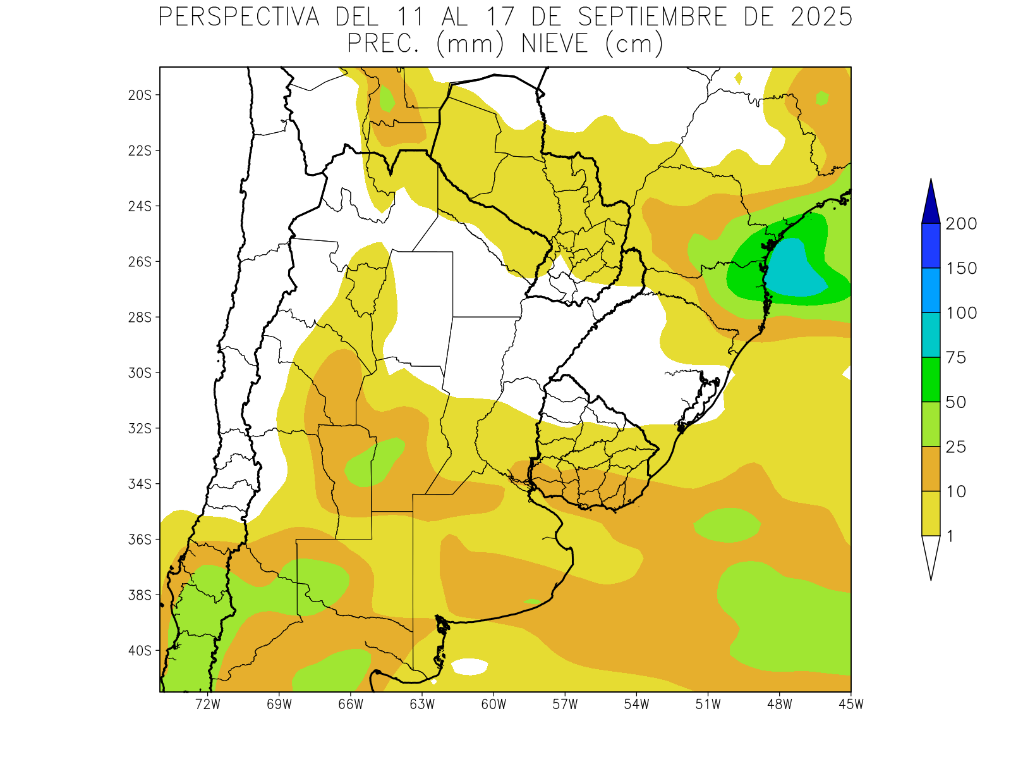 PERSPECTIVA DEL 11 AL 17 DE SEPTIEMBRE DE 2025
PREC. (mm) NIEVE (cm)
20S
22S
24S
26S
28S
30S
32S
34S
36S
38S
40S
72W 69W 66W 63W 60W 57W 54W 51W 48W 45W
200
150
100
75
50
25
10
1